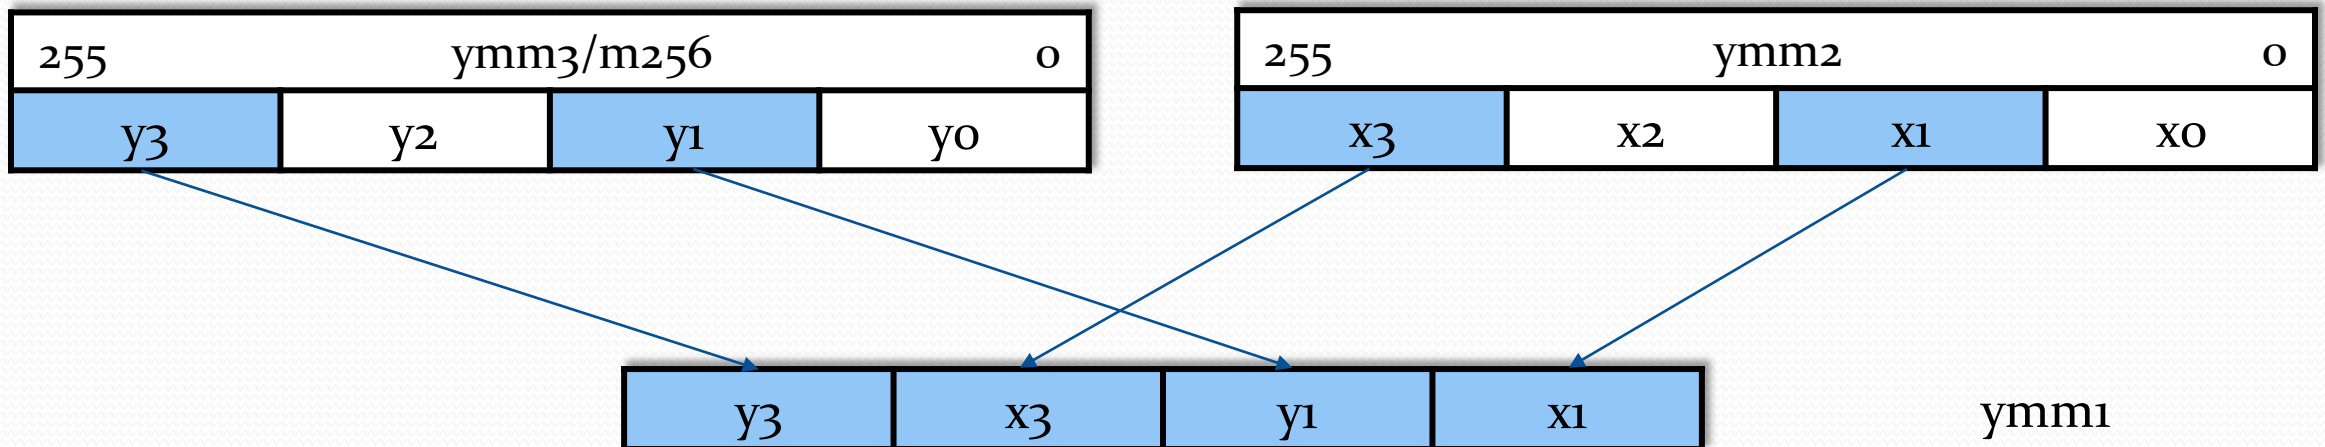 255 ymm3/m256 0
y3 y2 y1 y0
255 ymm2 0
x3 x2 x1 x0
y3 x3 y1 x1
ymm1